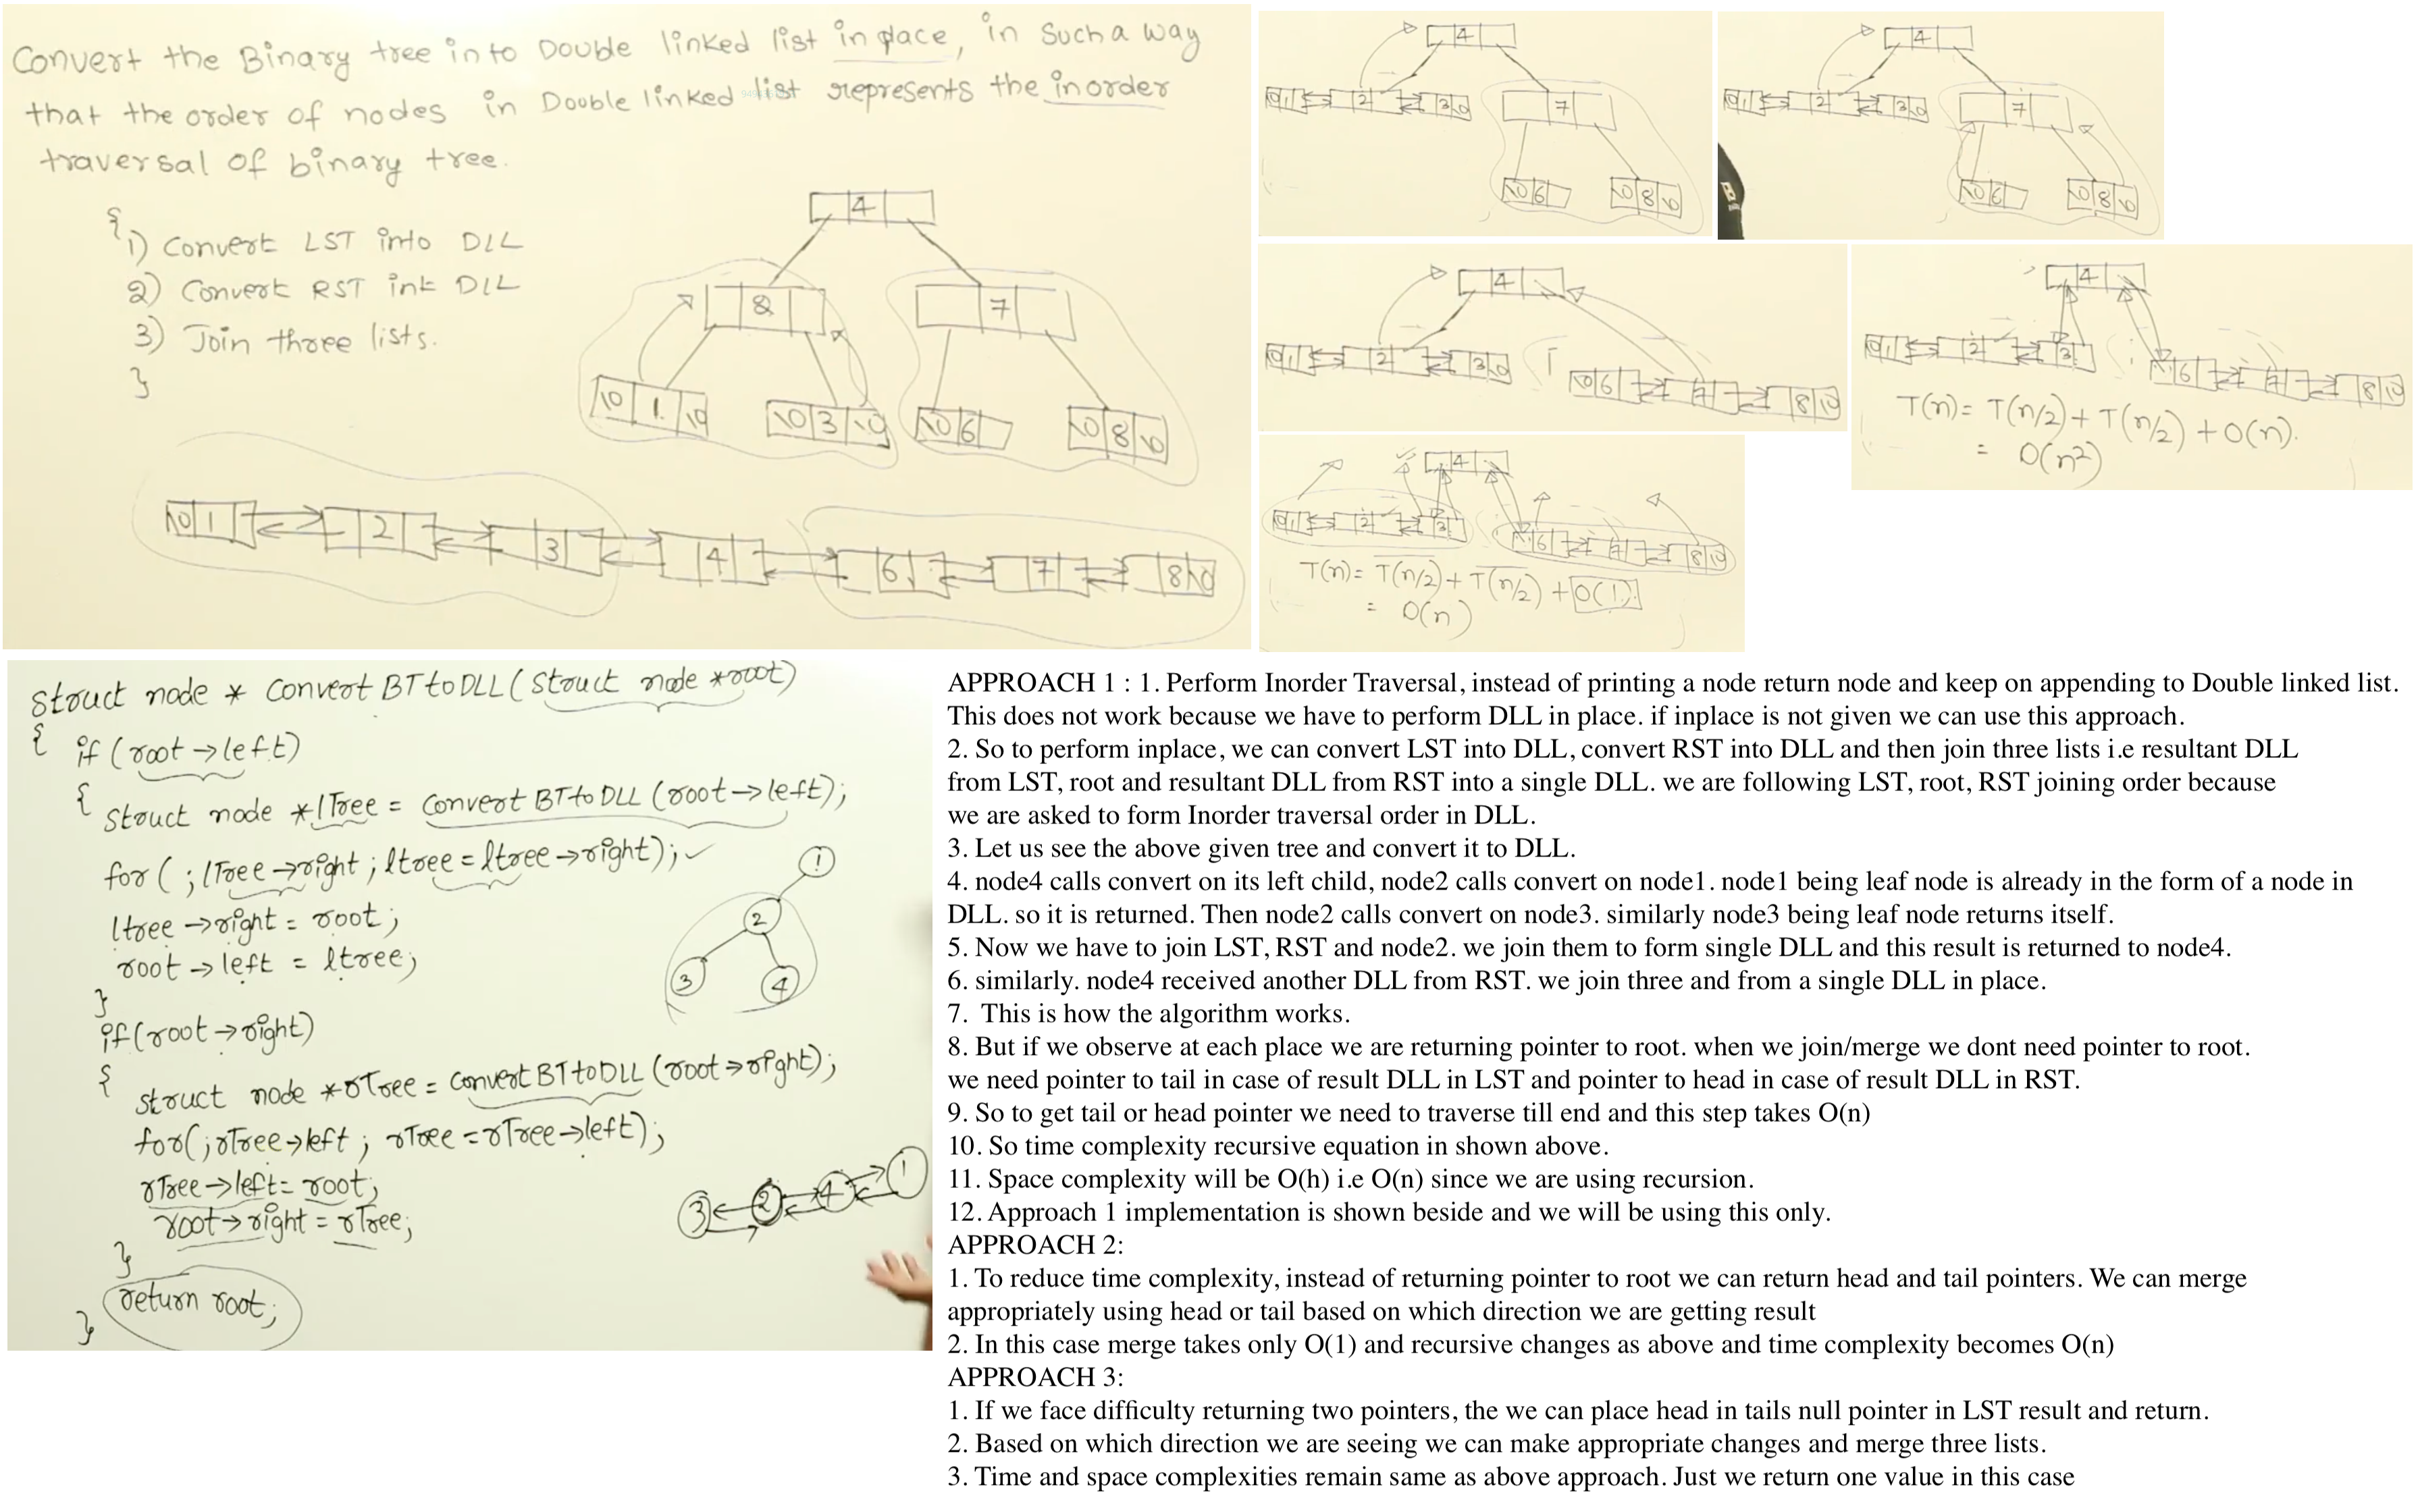 Convert the Binary tree into Double linked list in place, in such a way
that the order of nodes in Double linked list represents the inorder
traversal of binary tree.
{
1) Convert LST into DLL
2) Convert RST int DLL
3) Join three lists.
}
4
8 7
1 3 6 8
1 2 3 4 6 7 8
4
1 2 3 7
6 8
4
1 2 3 7
6 8
4
1 2 3 6 7 8
4
1 2 3 6 7 8
T(n) = T(n/2) + T(n/2) + O(n).
= O(n²)
4
1 2 3 6 7 8
T(n) = T(n/2) + T(n/2) + O(1).
= O(n)
struct node * convertBTtoDLL(struct node *root)
{ if (root->left)
{ struct node *lTree = convertBTtoDLL(root->left);
for( ; lTree->right ; ltree = ltree->right);
ltree->right = root;
root->left = ltree;
}
if(root->right)
{ struct node *rTree = convertBTtoDLL(root->right);
for(;rTree->left ; rTree = rTree->left);
rTree->left = root;
root->right = rTree;
}
return root;
}
1
2
3 4
3 2 4 1
APPROACH 1 : 1. Perform Inorder Traversal, instead of printing a node return node and keep on appending to Double linked list.
This does not work because we have to perform DLL in place. if inplace is not given we can use this approach.
2. So to perform inplace, we can convert LST into DLL, convert RST into DLL and then join three lists i.e resultant DLL
from LST, root and resultant DLL from RST into a single DLL. we are following LST, root, RST joining order because
we are asked to form Inorder traversal order in DLL.
3. Let us see the above given tree and convert it to DLL.
4. node4 calls convert on its left child, node2 calls convert on node1. node1 being leaf node is already in the form of a node in
DLL. so it is returned. Then node2 calls convert on node3. similarly node3 being leaf node returns itself.
5. Now we have to join LST, RST and node2. we join them to form single DLL and this result is returned to node4.
6. similarly. node4 received another DLL from RST. we join three and from a single DLL in place.
7. This is how the algorithm works.
8. But if we observe at each place we are returning pointer to root. when we join/merge we dont need pointer to root.
we need pointer to tail in case of result DLL in LST and pointer to head in case of result DLL in RST.
9. So to get tail or head pointer we need to traverse till end and this step takes O(n)
10. So time complexity recursive equation in shown above.
11. Space complexity will be O(h) i.e O(n) since we are using recursion.
12. Approach 1 implementation is shown beside and we will be using this only.
APPROACH 2:
1. To reduce time complexity, instead of returning pointer to root we can return head and tail pointers. We can merge
appropriately using head or tail based on which direction we are getting result
2. In this case merge takes only O(1) and recursive changes as above and time complexity becomes O(n)
APPROACH 3:
1. If we face difficulty returning two pointers, the we can place head in tails null pointer in LST result and return.
2. Based on which direction we are seeing we can make appropriate changes and merge three lists.
3. Time and space complexities remain same as above approach. Just we return one value in this case